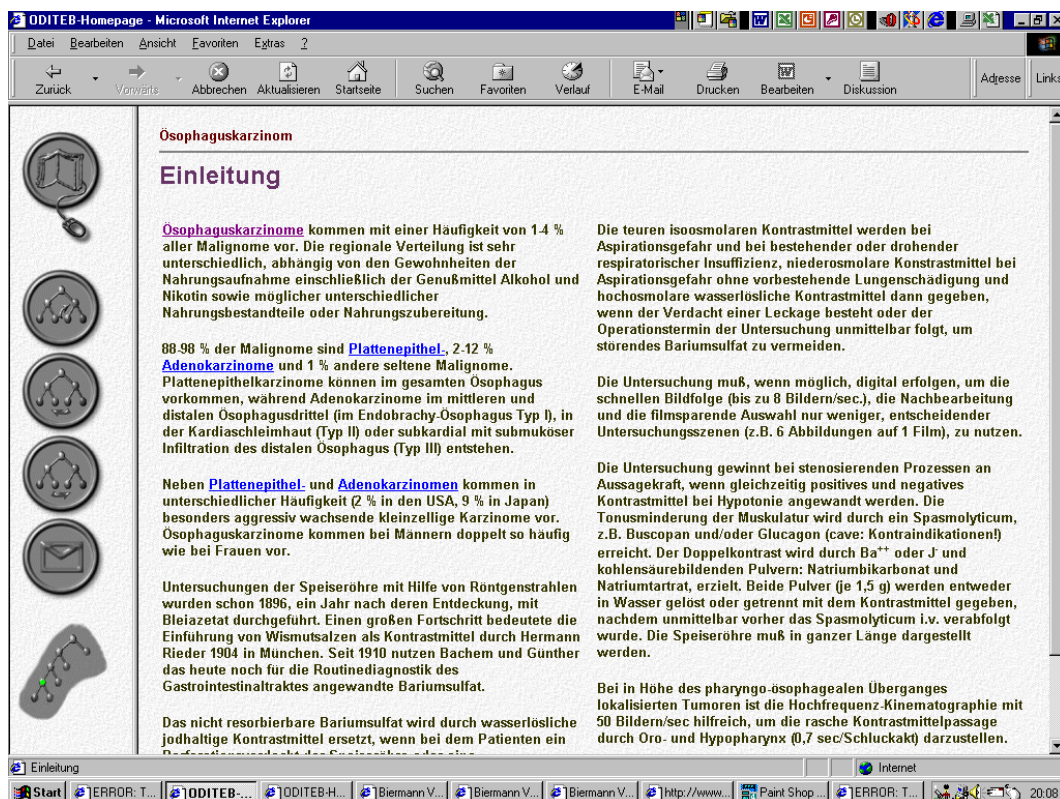 ODITEB-Homepage - Microsoft Internet Explorer
Datei Bearbeiten Ansicht Favoriten Extras ?
Zurück Vorwärts Abbrechen Aktualisieren Startseite Suchen Favoriten Verlauf E-Mail Drucken Bearbeiten Diskussion Adresse Links
Ösophaguskarzinom
Einleitung
Ösophaguskarzinome kommen mit einer Häufigkeit von 1-4 %
aller Malignome vor. Die regionale Verteilung ist sehr
unterschiedlich, abhängig von den Gewohnheiten der
Nahrungsaufnahme einschließlich der Genußmittel Alkohol und
Nikotin sowie möglicher unterschiedlicher
Nahrungsbestandteile oder Nahrungszubereitung.
88-98 % der Malignome sind Plattenepithel-, 2-12 %
Adenokarzinome und 1 % andere seltene Malignome.
Plattenepithelkarzinome können im gesamten Ösophagus
vorkommen, während Adenokarzinome im mittleren und
distalen Ösophagusdrittel (im Endobrachy-Ösophagus Typ I), in
der Kardiaschleimhaut (Typ II) oder subkardial mit submuköser
Infiltration des distalen Ösophagus (Typ III) entstehen.
Neben Plattenepithel- und Adenokarzinomen kommen in
unterschiedlicher Häufigkeit (2 % in den USA, 9 % in Japan)
besonders aggressiv wachsende kleinzellige Karzinome vor.
Ösophaguskarzinome kommen bei Männern doppelt so häufig
wie bei Frauen vor.
Untersuchungen der Speiseröhre mit Hilfe von Röntgenstrahlen
wurden schon 1896, ein Jahr nach deren Entdeckung, mit
Bleiazetat durchgeführt. Einen großen Fortschritt bedeutete die
Einführung von Wismutsalzen als Kontrastmittel durch Hermann
Rieder 1904 in München. Seit 1910 nutzen Bachem und Günther
das heute noch für die Routinediagnostik des
Gastrointestinaltraktes angewandte Bariumsulfat.
Das nicht resorbierbare Bariumsulfat wird durch wasserlösliche
jodhaltige Kontrastmittel ersetzt, wenn bei dem Patienten ein
Die teuren isoosmolaren Kontrastmittel werden bei
Aspirationsgefahr und bei bestehender oder drohender
respiratorischer Insuffizienz, niederosmolare Konstrastmittel bei
Aspirationsgefahr ohne vorbestehende Lungenschädigung und
hochosmolare wasserlösliche Kontrastmittel dann gegeben,
wenn der Verdacht einer Leckage besteht oder der
Operationstermin der Untersuchung unmittelbar folgt, um
störendes Bariumsulfat zu vermeiden.
Die Untersuchung muß, wenn möglich, digital erfolgen, um die
schnellen Bildfolge (bis zu 8 Bildern/sec.), die Nachbearbeitung
und die filmsparende Auswahl nur weniger, entscheidender
Untersuchungsszenen (z.B. 6 Abbildungen auf 1 Film), zu nutzen.
Die Untersuchung gewinnt bei stenosierenden Prozessen an
Aussagekraft, wenn gleichzeitig positives und negatives
Kontrastmittel bei Hypotonie angewandt werden. Die
Tonusminderung der Muskulatur wird durch ein Spasmolyticum,
z.B. Buscopan und/oder Glucagon (cave: Kontraindikationen!)
erreicht. Der Doppelkontrast wird durch Ba++ oder J- und
kohlensäurebildenden Pulvern: Natriumbikarbonat und
Natriumtartrat, erzielt. Beide Pulver (je 1,5 g) werden entweder
in Wasser gelöst oder getrennt mit dem Kontrastmittel gegeben,
nachdem unmittelbar vorher das Spasmolyticum i.v. verabfolgt
wurde. Die Speiseröhre muß in ganzer Länge dargestellt
werden.
Bei in Höhe des pharyngo-ösophagealen Überganges
lokalisierten Tumoren ist die Hochfrequenz-Kinematographie mit
50 Bildern/sec hilfreich, um die rasche Kontrastmittelpassage
durch Oro- und Hypopharynx (0,7 sec/Schluckakt) darzustellen.
Einleitung Internet
Start ERROR: T... ODITEB-... ODITEB-H... Biermann V... Biermann V... Biermann V... http://www... Paint Shop ... ERROR: T... 20:08